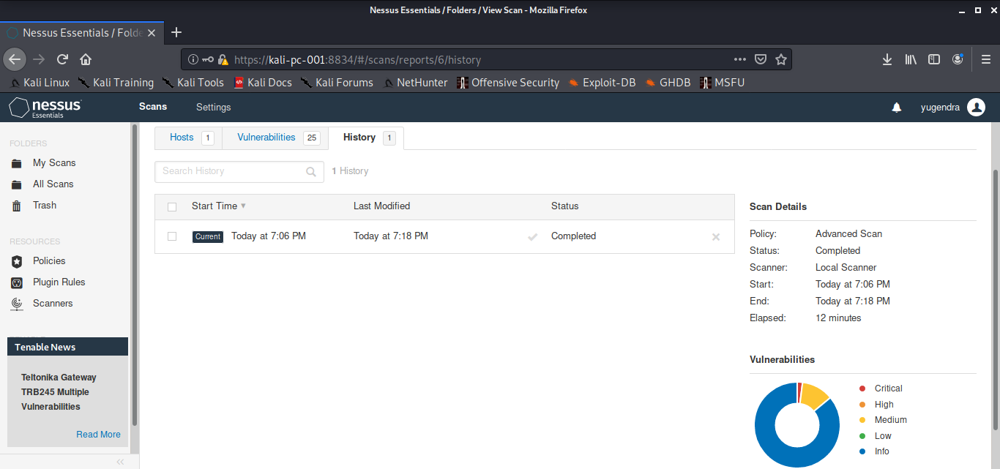 Nessus Essentials / Folders / View Scan - Mozilla Firefox
Nessus Essentials / Folde
https://kali-pc-001:8834/#/scans/reports/6/history
Kali Linux Kali Training Kali Tools Kali Docs Kali Forums NetHunter Offensive Security Exploit-DB GHDB MSFU
nessus Essentials Scans Settings yugendra
FOLDERS
My Scans
All Scans
Trash
RESOURCES
Policies
Plugin Rules
Scanners
Tenable News
Teltonika Gateway
TRB245 Multiple
Vulnerabilities
Read More
Hosts 1 Vulnerabilities 25 History 1
Search History 1 History
Start Time Last Modified Status
Current Today at 7:06 PM Today at 7:18 PM Completed
Scan Details
Policy: Advanced Scan
Status: Completed
Scanner: Local Scanner
Start: Today at 7:06 PM
End: Today at 7:18 PM
Elapsed: 12 minutes
Vulnerabilities
Critical
High
Medium
Low
Info